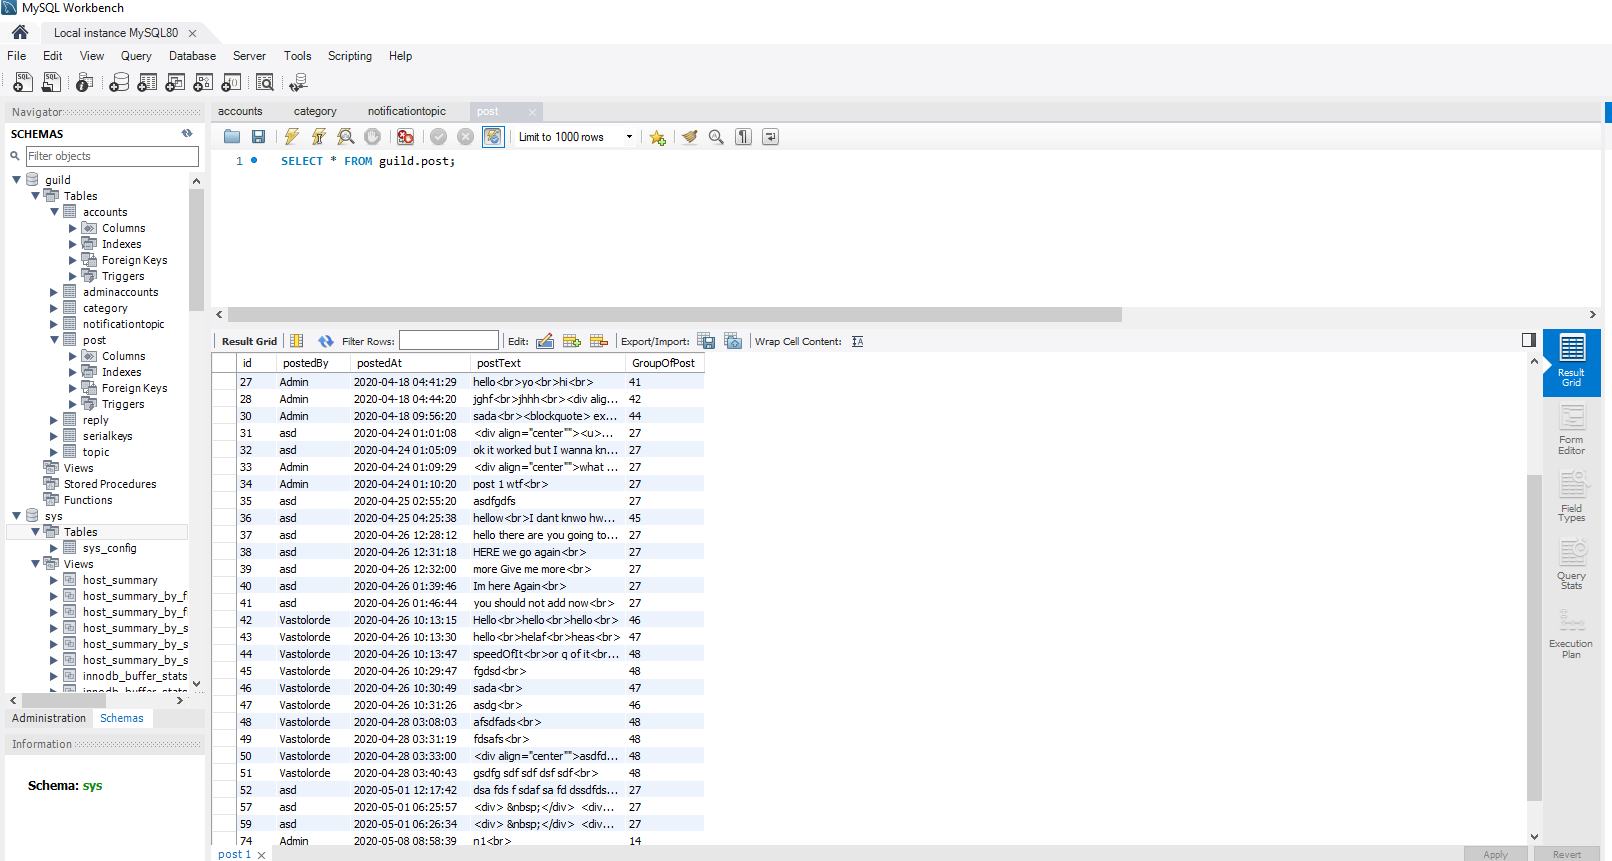 MySQL Workbench
Local instance MySQL80
File Edit View Query Database Server Tools Scripting Help
Navigator
SCHEMAS
Filter objects
guild
Tables
accounts
Columns
Indexes
Foreign Keys
Triggers
adminaccounts
category
notificationtopic
post
Columns
Indexes
Foreign Keys
Triggers
reply
serialkeys
topic
Views
Stored Procedures
Functions
sys
Tables
sys_config
Views
host_summary
host_summary_by_f
host_summary_by_f
host_summary_by_s
host_summary_by_s
host_summary_by_s
innodb_buffer_stats
innodb_buffer_stats
Administration Schemas
Information
Schema: sys
accounts category notificationtopic post
Limit to 1000 rows
1 SELECT * FROM guild.post;
Result Grid Filter Rows: Edit: Export/Import: Wrap Cell Content:
id postedBy postedAt postText GroupOfPost
27 Admin 2020-04-18 04:41:29 hello<br>yo<br>hi<br> 41
28 Admin 2020-04-18 04:44:20 jghf<br>jhhh<br><div alig... 42
30 Admin 2020-04-18 09:56:20 sada<br><blockquote> ex... 44
31 asd 2020-04-24 01:01:08 <div align="center""><u>... 27
32 asd 2020-04-24 01:05:09 ok it worked but I wanna kn... 27
33 Admin 2020-04-24 01:09:29 <div align="center"">what ... 27
34 Admin 2020-04-24 01:10:20 post 1 wtf<br> 27
35 asd 2020-04-25 02:55:20 asdfgdfs 27
36 asd 2020-04-25 04:25:38 hellow<br>I dant knwo hw... 45
37 asd 2020-04-26 12:28:12 hello there are you going to... 27
38 asd 2020-04-26 12:31:18 HERE we go again<br> 27
39 asd 2020-04-26 12:32:00 more Give me more<br> 27
40 asd 2020-04-26 01:39:46 Im here Again<br> 27
41 asd 2020-04-26 01:46:44 you should not add now<br> 27
42 Vastolorde 2020-04-26 10:13:15 Hello<br>hello<br>hello<br> 46
43 Vastolorde 2020-04-26 10:13:30 hello<br>helaf<br>heas<br> 47
44 Vastolorde 2020-04-26 10:13:47 speedOfIt<br>or q of it<br... 48
45 Vastolorde 2020-04-26 10:29:47 fgdsd<br> 48
46 Vastolorde 2020-04-26 10:30:49 sada<br> 47
47 Vastolorde 2020-04-26 10:31:26 asdg<br> 46
48 Vastolorde 2020-04-28 03:08:03 afsdfads<br> 48
49 Vastolorde 2020-04-28 03:31:19 fdsafs<br> 48
50 Vastolorde 2020-04-28 03:33:00 <div align="center"">asdfd... 48
51 Vastolorde 2020-04-28 03:40:43 gsdfg sdf sdf dsf sdf<br> 48
52 asd 2020-05-01 12:17:42 dsa fds f sdaf sa fd dssdfds... 27
57 asd 2020-05-01 06:25:57 <div> &nbsp;</div> <div... 27
59 asd 2020-05-01 06:26:34 <div> &nbsp;</div> <div... 27
74 Admin 2020-05-08 08:58:39 n1<br> 14
Result Grid
Form Editor
Field Types
Query Stats
Execution Plan
post 1
Apply Revert